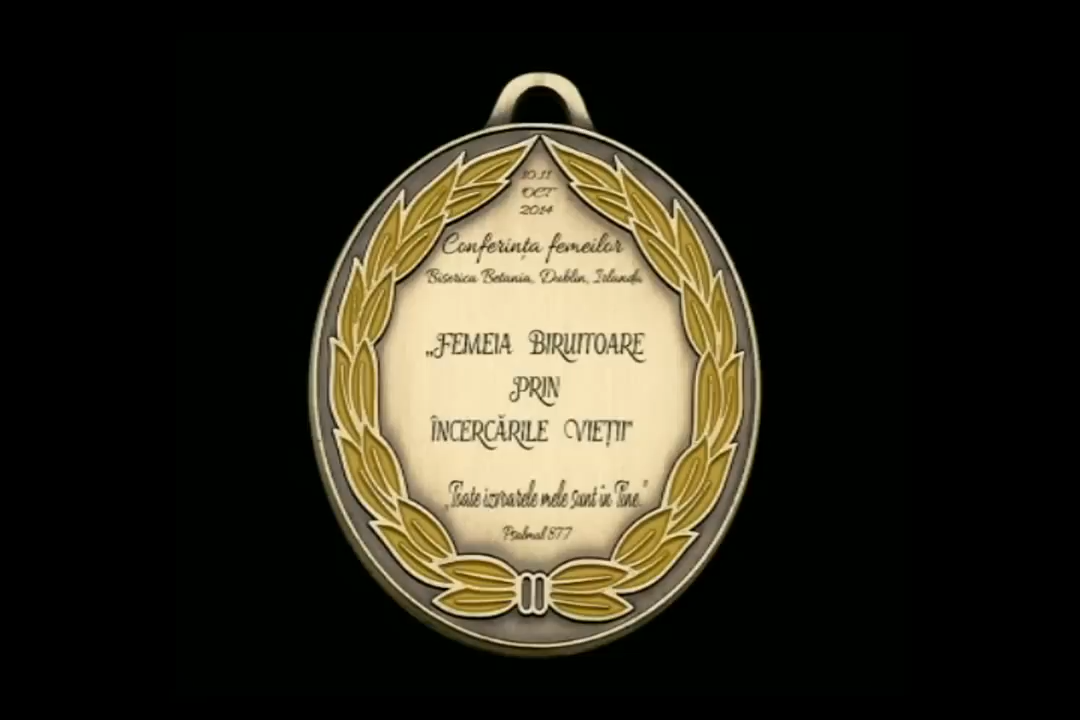 10.11
OCT
2014
Conferința femeilor
Biserica Betania, Dublin, Irlanda
„FEMEIA BIRUITOARE
PRIN
ÎNCERCĂRILE VIEȚII”
„Toate izvoarele mele sunt în Tine.”
Psalmul 87:7